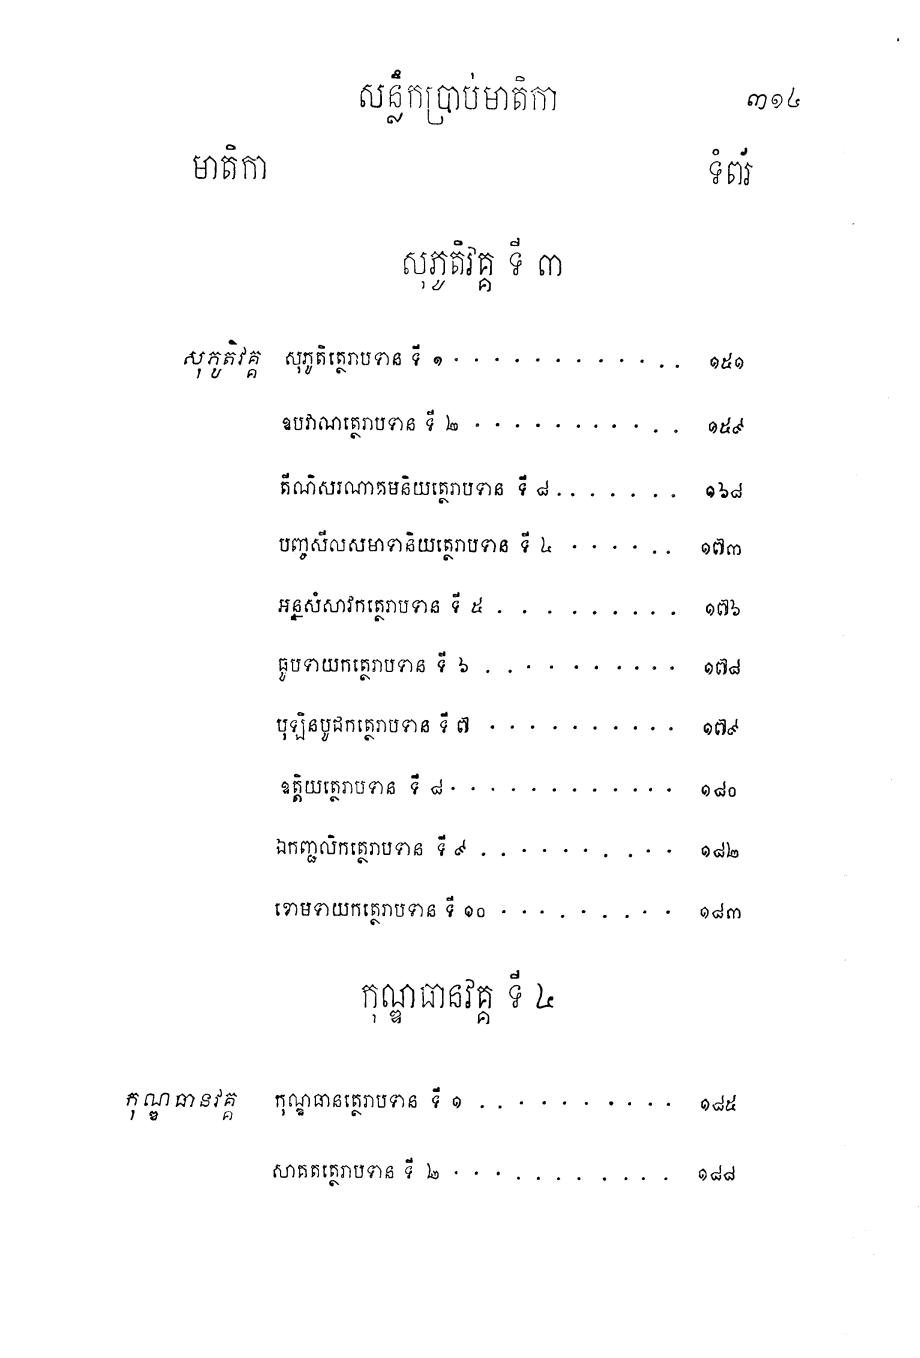 សន្លឹកប្រាប់មាតិកា ៣១៤
មាតិកា ទំពរ័
សុភូតិវគ្គ ទី ៣
សុភូតិវគ្គ សុភូតិត្ថេរាបទាន ទី ១ ១៥១
ឧបវាណត្ថេរាបទាន ទី ២ ១៥៩
តីណិសរណាគមនិយត្ថេរាបទាន ទី ៨ ១៦៨
បញ្ចសីលសមាទានិយត្ថេរាបទាន ទី ៤ ១៧៣
អន្នសំសាវកត្ថេរាបទាន ទី ៥ ១៧៦
ធូបទាយកត្ថេរាបទាន ទី ៦ ១៧៨
បុឡិនបូជកត្ថេរាបទាន ទី ៧ ១៧៩
ឧត្តិយត្ថេរាបទាន ទី ៨ ១៨០
ឯកញ្ជលិកត្ថេរាបទាន ទី ៩ ១៨២
ខោមទាយកត្ថេរាបទាន ទី ១០ ១៨៣
កុណ្ឌធានវគ្គ ទី ៤
កុណ្ឌធានវគ្គ កុណ្ឌធានត្ថេរាបទាន ទី ១ ១៨៥
សាគតត្ថេរាបទាន ទី ២ ១៨៨